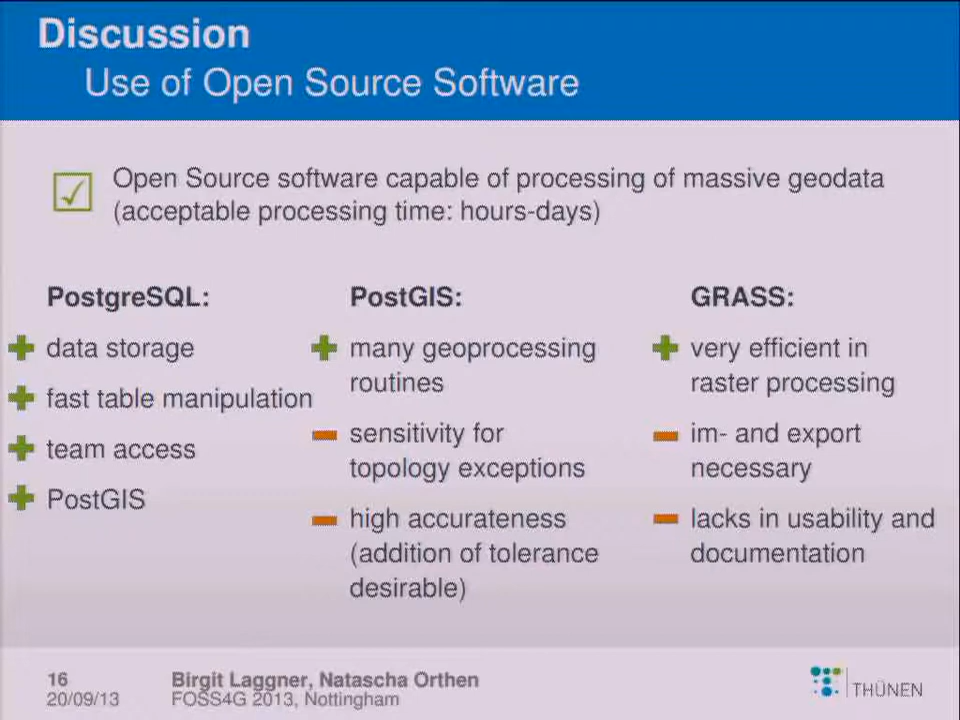 Discussion
Use of Open Source Software
Open Source software capable of processing of massive geodata
(acceptable processing time: hours-days)
PostgreSQL:
data storage
fast table manipulation
team access
PostGIS
PostGIS:
many geoprocessing
routines
sensitivity for
topology exceptions
high accurateness
(addition of tolerance
desirable)
GRASS:
very efficient in
raster processing
im- and export
necessary
lacks in usability and
documentation
16
20/09/13
Birgit Laggner, Natascha Orthen
FOSS4G 2013, Nottingham
THÜNEN